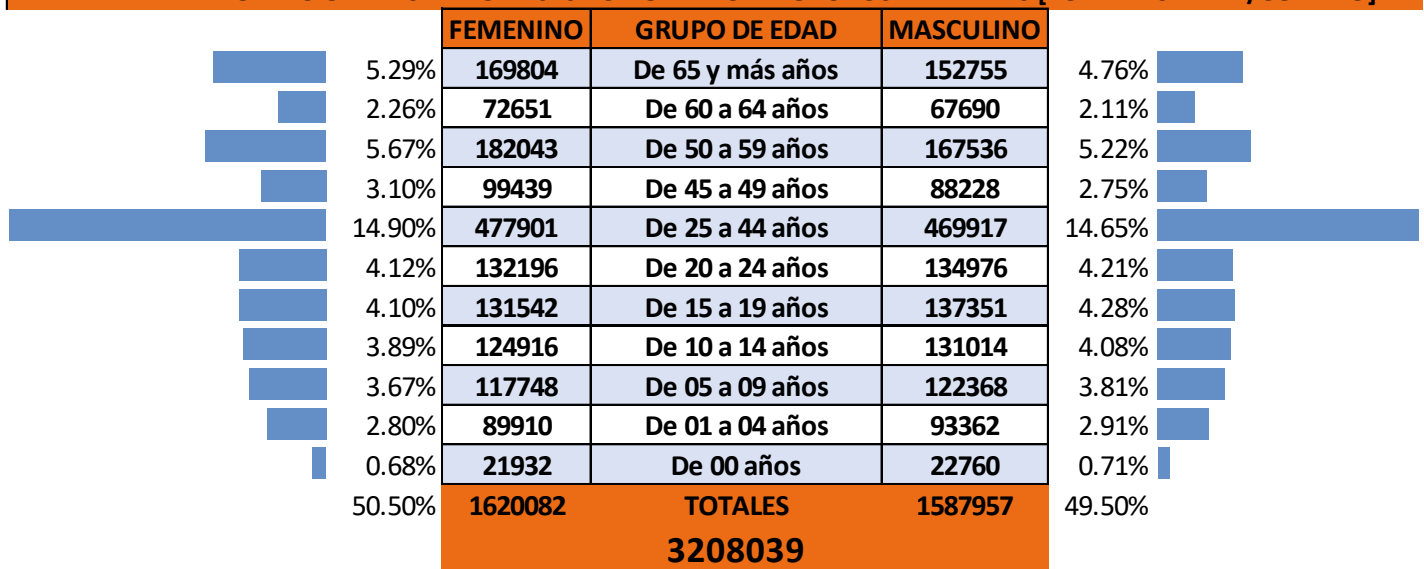 FEMENINO GRUPO DE EDAD MASCULINO
5.29% 169804 De 65 y más años 152755 4.76%
2.26% 72651 De 60 a 64 años 67690 2.11%
5.67% 182043 De 50 a 59 años 167536 5.22%
3.10% 99439 De 45 a 49 años 88228 2.75%
14.90% 477901 De 25 a 44 años 469917 14.65%
4.12% 132196 De 20 a 24 años 134976 4.21%
4.10% 131542 De 15 a 19 años 137351 4.28%
3.89% 124916 De 10 a 14 años 131014 4.08%
3.67% 117748 De 05 a 09 años 122368 3.81%
2.80% 89910 De 01 a 04 años 93362 2.91%
0.68% 21932 De 00 años 22760 0.71%
50.50% 1620082 TOTALES 1587957 49.50%
3208039